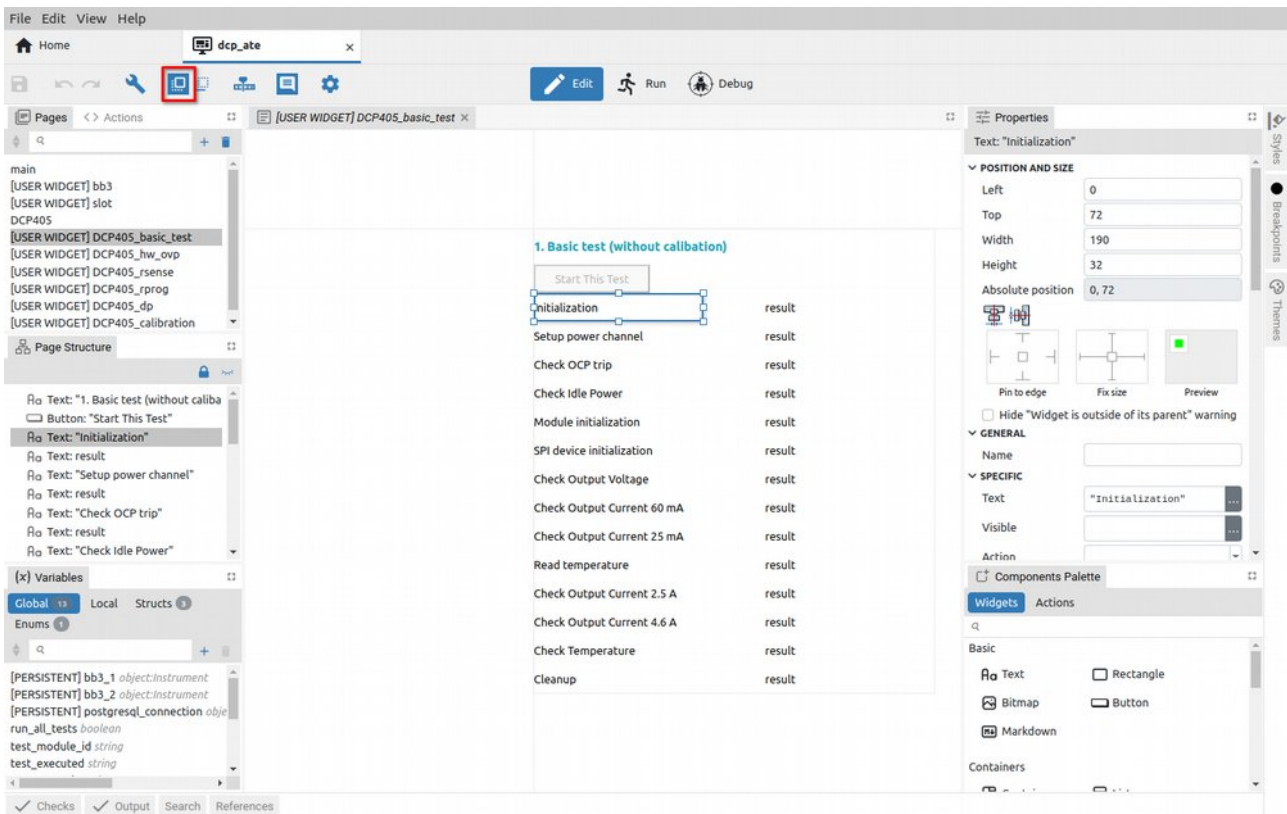 File Edit View Help
Home
dcp_ate ×
Edit Run Debug
Pages <> Actions
main
[USER WIDGET] bb3
[USER WIDGET] slot
DCP405
[USER WIDGET] DCP405_basic_test
[USER WIDGET] DCP405_hw_ovp
[USER WIDGET] DCP405_rsense
[USER WIDGET] DCP405_rprog
[USER WIDGET] DCP405_dp
[USER WIDGET] DCP405_calibration
Page Structure
Aa Text: "1. Basic test (without caliba
Button: "Start This Test"
Aa Text: "Initialization"
Aa Text: result
Aa Text: "Setup power channel"
Aa Text: result
Aa Text: "Check OCP trip"
Aa Text: result
Aa Text: "Check Idle Power"
(x) Variables
Global 13 Local Structs 3
Enums 1
[PERSISTENT] bb3_1 object:Instrument
[PERSISTENT] bb3_2 object:Instrument
[PERSISTENT] postgresql_connection obje
run_all_tests boolean
test_module_id string
test_executed string
Checks Output Search References
[USER WIDGET] DCP405_basic_test ×
1. Basic test (without calibation)
Start This Test
Initialization result
Setup power channel result
Check OCP trip result
Check Idle Power result
Module initialization result
SPI device initialization result
Check Output Voltage result
Check Output Current 60 mA result
Check Output Current 25 mA result
Read temperature result
Check Output Current 2.5 A result
Check Output Current 4.6 A result
Check Temperature result
Cleanup result
Properties
Text: "Initialization"
POSITION AND SIZE
Left 0
Top 72
Width 190
Height 32
Absolute position 0, 72
Pin to edge Fix size Preview
Hide "Widget is outside of its parent" warning
GENERAL
Name
SPECIFIC
Text "Initialization" ...
Visible ...
Action
Components Palette
Widgets Actions
Basic
Aa Text Rectangle
Bitmap Button
Markdown
Containers
Styles
Breakpoints
Themes